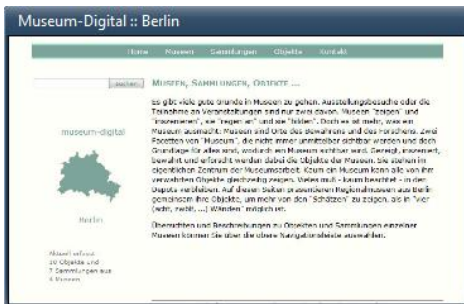 Museum-Digital :: Berlin
Home Museen Sammlungen Objekte Kontakt
suchen
MUSEEN, SAMMLUNGEN, OBJEKTE ...
Es gibt viele gute Gründe in Museen zu gehen. Ausstellungsbesuche oder die
Teilnahme an Veranstaltungen sind nur zwei davon. Museen "zeigen" und
"inszenieren", sie "regen an" und sie "bilden". Doch es ist mehr, was ein
Museum ausmacht: Museen sind Orte des Bewahrens und des Forschens. Zwei
Facetten von "Museum", die nicht immer unmittelbar sichtbar werden und doch
Grundlage für alles sind, wodurch ein Museum sichtbar wird. Gezeigt, inszeniert,
bewahrt und erforscht werden dabei die Objekte der Museen. Sie stehen im
eigentlichen Zentrum der Museumsarbeit. Kaum ein Museum kann alle von ihm
verwahrten Objekte gleichzeitig zeigen. Vieles muß - kaum beachtet - in den
Depots verbleiben. Auf diesen Seiten präsentieren Regionalmuseen aus Berlin
gemeinsam ihre Objekte, um mehr von den "Schätzen" zu zeigen, als in "vier
(acht, zwölf, ...) Wänden" möglich ist.
Übersichten und Beschreibungen zu Objekten und Sammlungen einzelner
Museen können Sie über die obere Navigationsleiste auswählen.
museum-digital
Berlin
Aktuell erfasst
Objekte und
7 Sammlungen aus
Museen